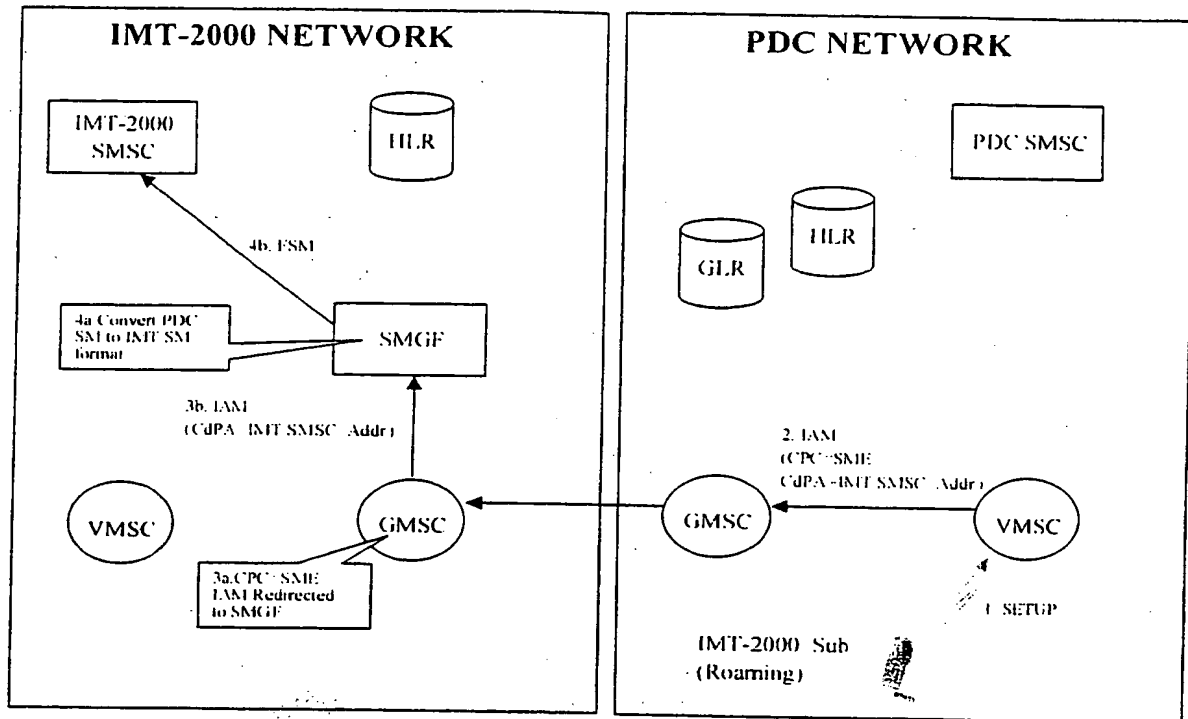 IMT-2000 NETWORK
IMT-2000
SMSC
HLR
4b. FSM
4a Convert PDC
SM to IMT SM
format
SMGF
3b. IAM
(CdPA=IMT SMSC Addr)
VMSC
GMSC
3a.CPC=SME
IAM Redirected
to SMGF
PDC NETWORK
PDC SMSC
HLR
GLR
2. IAM
(CPC=SME
CdPA=IMT SMSC Addr)
GMSC
VMSC
1. SETUP
IMT-2000 Sub
(Roaming)